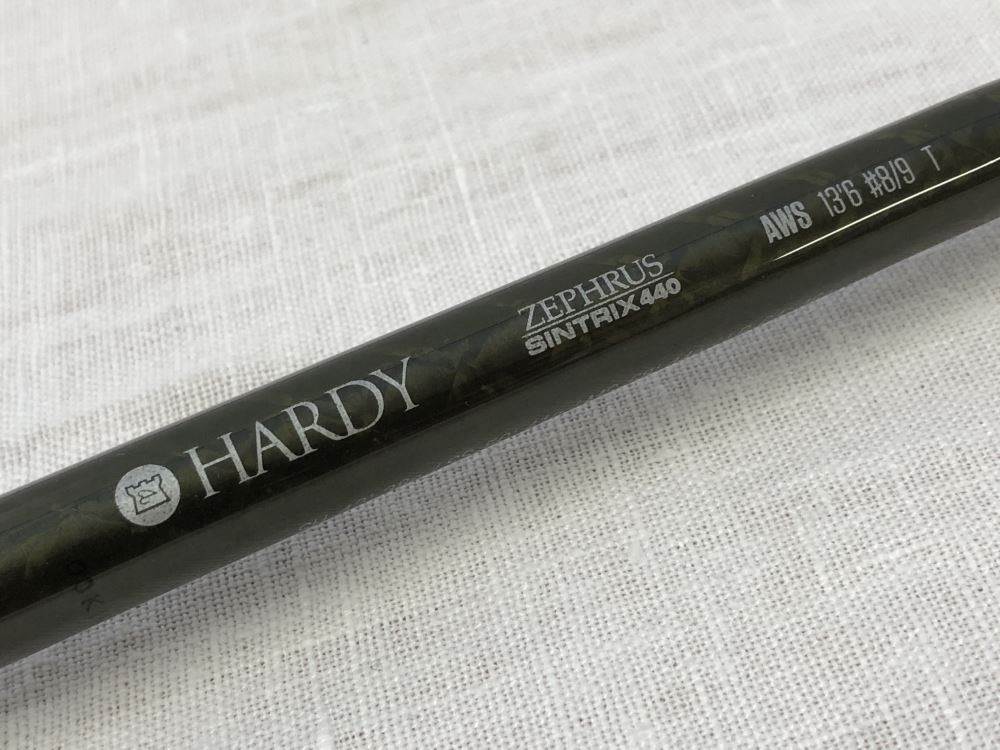 HARDY
ZEPHRUS
SINTRIX 440
AWS 13'6 #8/9 T